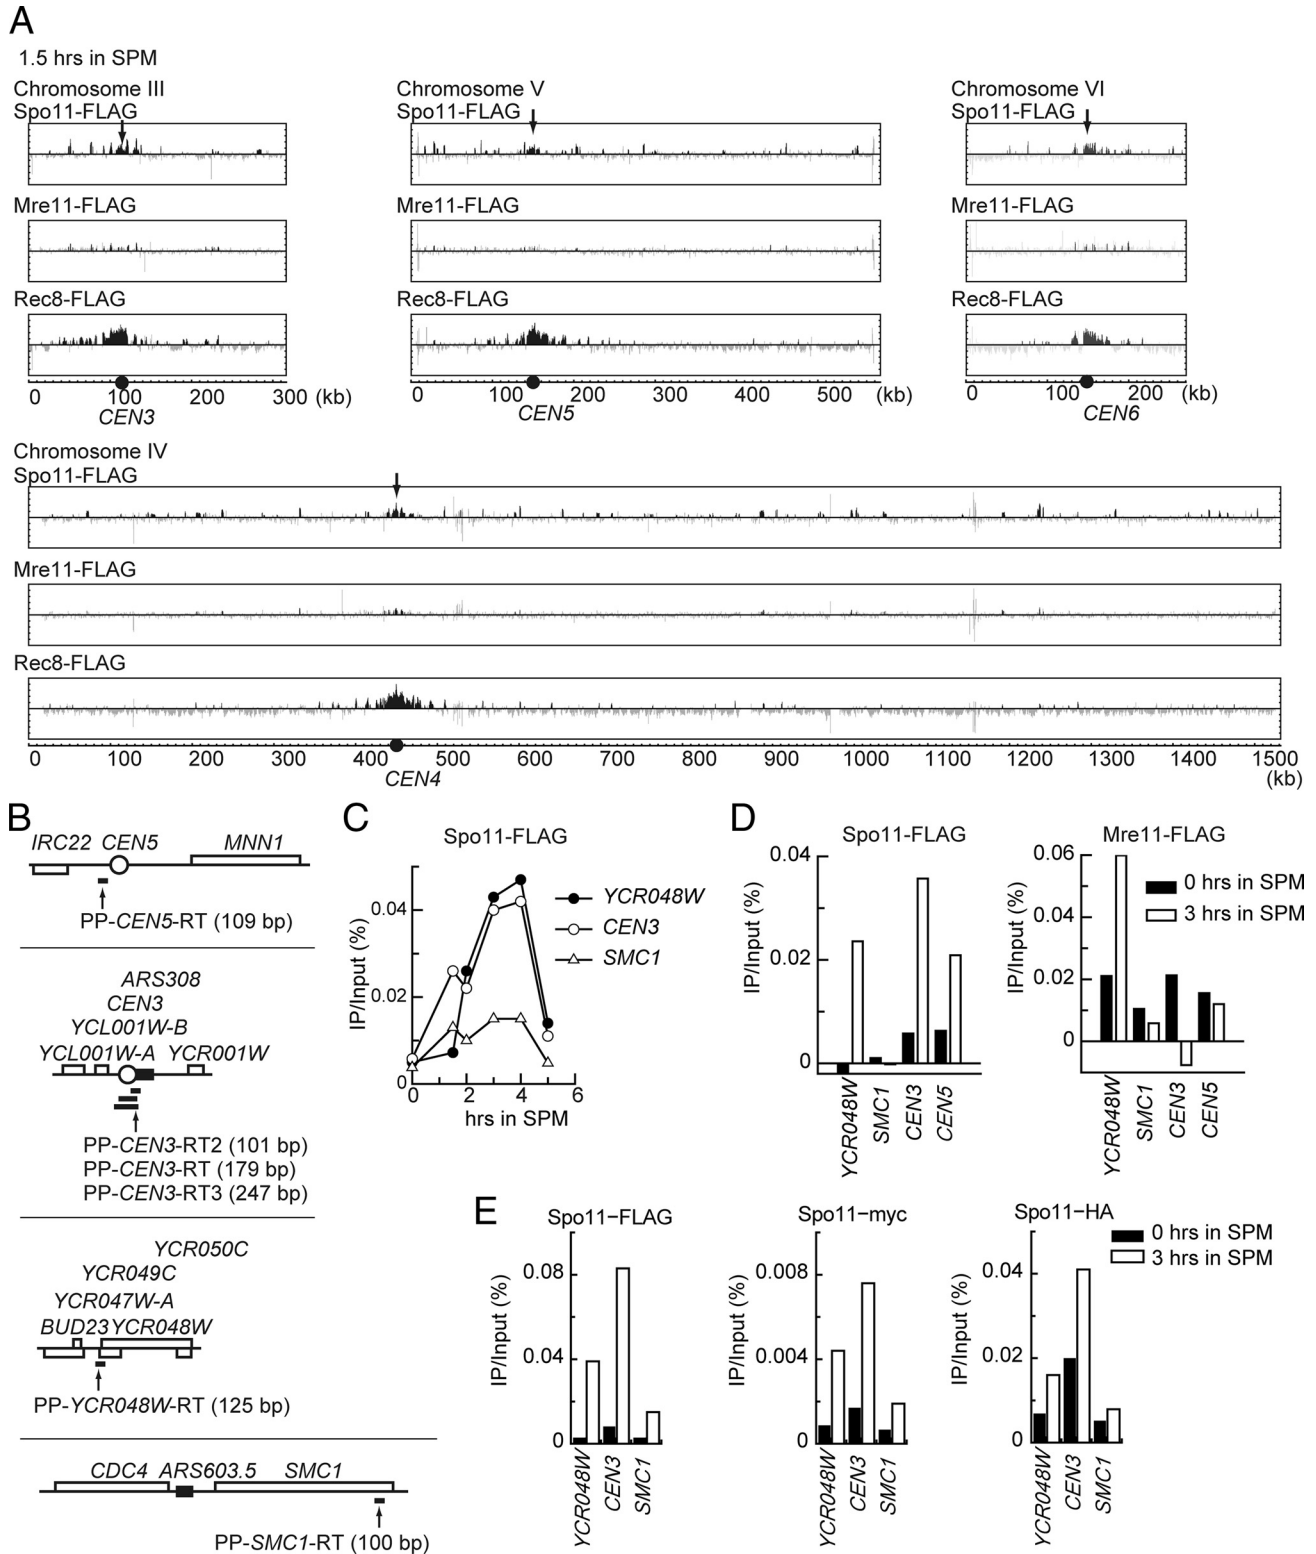 A
1.5 hrs in SPM
Chromosome III
Spo11-FLAG
Mre11-FLAG
Rec8-FLAG
0 100 200 300 (kb)
CEN3
Chromosome V
Spo11-FLAG
Mre11-FLAG
Rec8-FLAG
0 100 200 300 400 500 (kb)
CEN5
Chromosome VI
Spo11-FLAG
Mre11-FLAG
Rec8-FLAG
0 100 200 (kb)
CEN6
Chromosome IV
Spo11-FLAG
Mre11-FLAG
Rec8-FLAG
0 100 200 300 400 500 600 700 800 900 1000 1100 1200 1300 1400 1500
(kb)
CEN4
B
IRC22 CEN5 MNN1
PP-CEN5-RT (109 bp)
ARS308
CEN3
YCL001W-B
YCL001W-A YCR001W
PP-CEN3-RT2 (101 bp)
PP-CEN3-RT (179 bp)
PP-CEN3-RT3 (247 bp)
YCR050C
YCR049C
YCR047W-A
BUD23 YCR048W
PP-YCR048W-RT (125 bp)
CDC4 ARS603.5 SMC1
PP-SMC1-RT (100 bp)
C
Spo11-FLAG
IP/Input (%)
0.04
0.02
0
0 2 4 6
hrs in SPM
YCR048W
CEN3
SMC1
D
Spo11-FLAG
IP/Input (%)
0.04
0.02
0
YCR048W
SMC1
CEN3
CEN5
Mre11-FLAG
IP/Input (%)
0.06
0.04
0.02
0
YCR048W
SMC1
CEN3
CEN5
0 hrs in SPM
3 hrs in SPM
E
Spo11−FLAG
IP/Input (%)
0.08
0.04
0
YCR048W
CEN3
SMC1
Spo11−myc
IP/Input (%)
0.008
0.004
0
YCR048W
CEN3
SMC1
Spo11−HA
IP/Input (%)
0.04
0.02
0
YCR048W
CEN3
SMC1
0 hrs in SPM
3 hrs in SPM